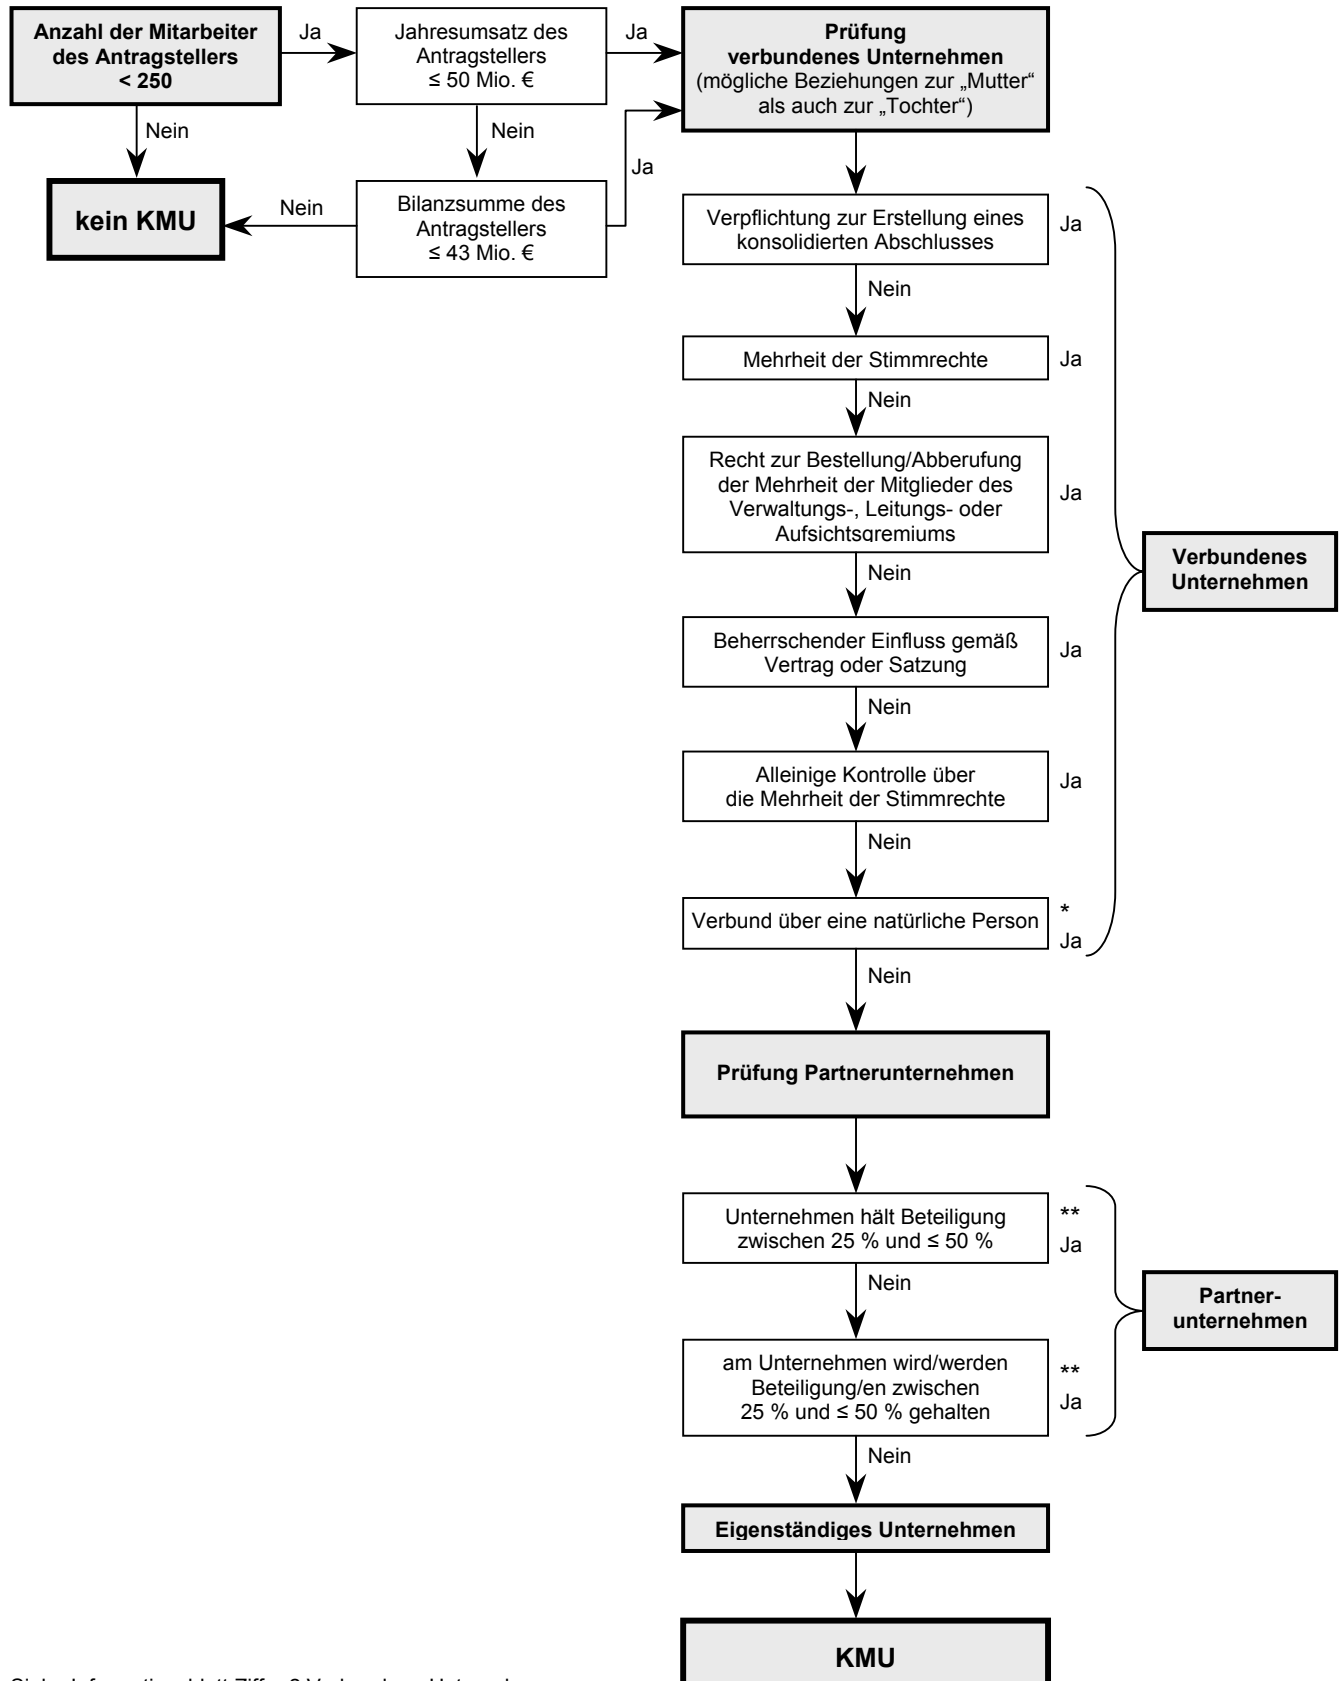 Anzahl der Mitarbeiter
des Antragstellers
< 250
Ja
Jahresumsatz des
Antragstellers
≤ 50 Mio. €
Ja
Prüfung
verbundenes Unternehmen
(mögliche Beziehungen zur „Mutter“
als auch zur „Tochter“)
Nein
Nein
Ja
kein KMU
Nein
Bilanzsumme des
Antragstellers
≤ 43 Mio. €
Verpflichtung zur Erstellung eines
konsolidierten Abschlusses
Ja
Nein
Mehrheit der Stimmrechte
Ja
Nein
Recht zur Bestellung/Abberufung
der Mehrheit der Mitglieder des
Verwaltungs-, Leitungs- oder
Aufsichtsgremiums
Ja
Nein
Verbundenes
Unternehmen
Beherrschender Einfluss gemäß
Vertrag oder Satzung
Ja
Nein
Alleinige Kontrolle über
die Mehrheit der Stimmrechte
Ja
Nein
Verbund über eine natürliche Person
*
Ja
Nein
Prüfung Partnerunternehmen
Unternehmen hält Beteiligung
zwischen 25 % und ≤ 50 %
**
Ja
Nein
Partner-
unternehmen
am Unternehmen wird/werden
Beteiligung/en zwischen
25 % und ≤ 50 % gehalten
**
Ja
Nein
Eigenständiges Unternehmen
KMU